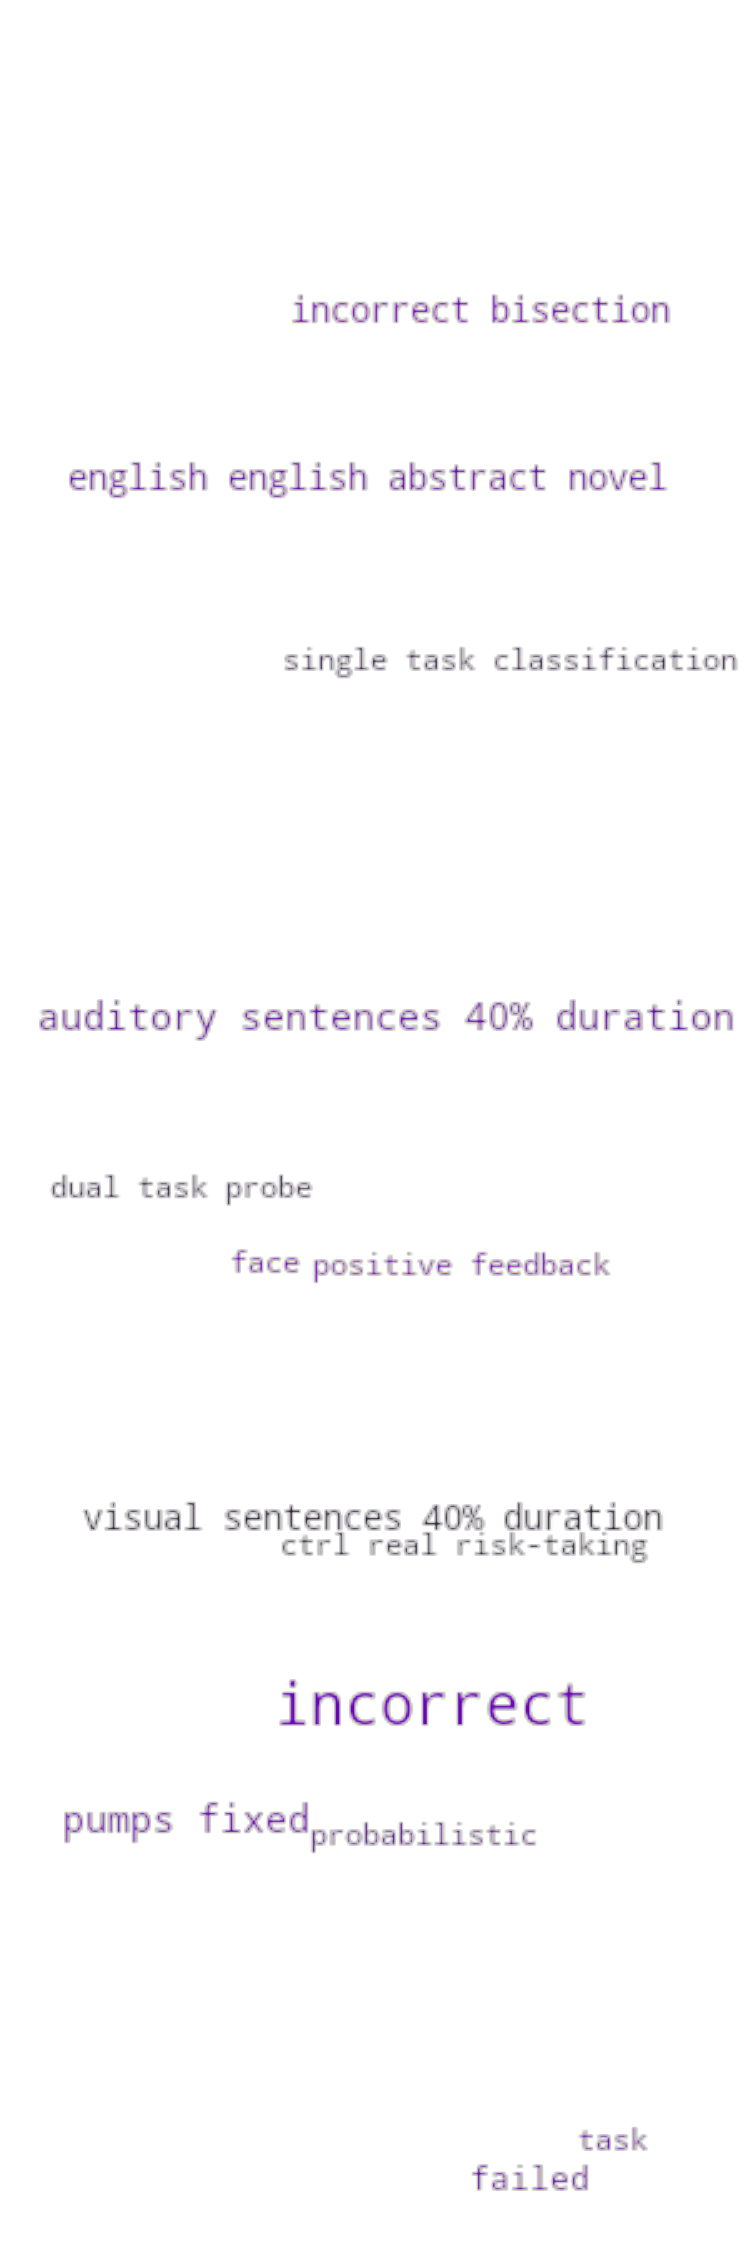 incorrect bisection
english english abstract novel
single task classification
auditory sentences 40% duration
dual task probe
face positive feedback
visual sentences 40% duration
ctrl real risk-taking
incorrect
pumps fixed
probabilistic
task
failed